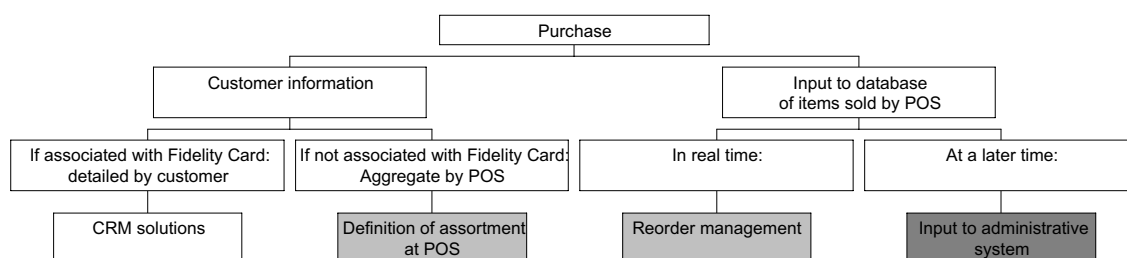 Purchase
Customer information
Input to database
of items sold by POS
If associated with Fidelity Card:
detailed by customer
If not associated with Fidelity Card:
Aggregate by POS
In real time:
At a later time:
CRM solutions
Definition of assortment
at POS
Reorder management
Input to administrative
system